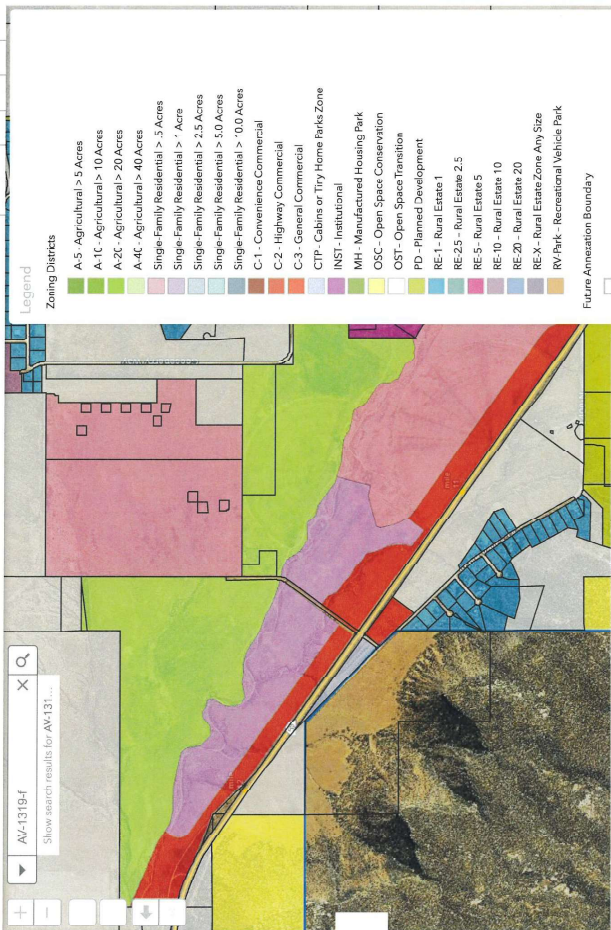 AV-1319-f
Show search results for AV-131...
Legend
Zoning Districts
A-5 - Agricultural > 5 Acres
A-10 - Agricultural > 10 Acres
A-20 - Agricultural > 20 Acres
A-40 - Agricultural > 40 Acres
Single-Family Residential > .5 Acres
Single-Family Residential > 1 Acre
Single-Family Residential > 2.5 Acres
Single-Family Residential > 5.0 Acres
Single-Family Residential > 10.0 Acres
C-1 - Convenience Commercial
C-2 - Highway Commercial
C-3 - General Commercial
CTP - Cabins or Tiny Home Parks Zone
INST - Institutional
MH - Manufactured Housing Park
OSC - Open Space Conservation
OST - Open Space Transition
PD - Planned Development
RE-1 – Rural Estate 1
RE-2.5 – Rural Estate 2.5
RE-5 - Rural Estate 5
RE-10 – Rural Estate 10
RE-20 - Rural Estate 20
RE-X – Rural Estate Zone Any Size
RV-Park – Recreational Vehicle Park
Future Annexation Boundary